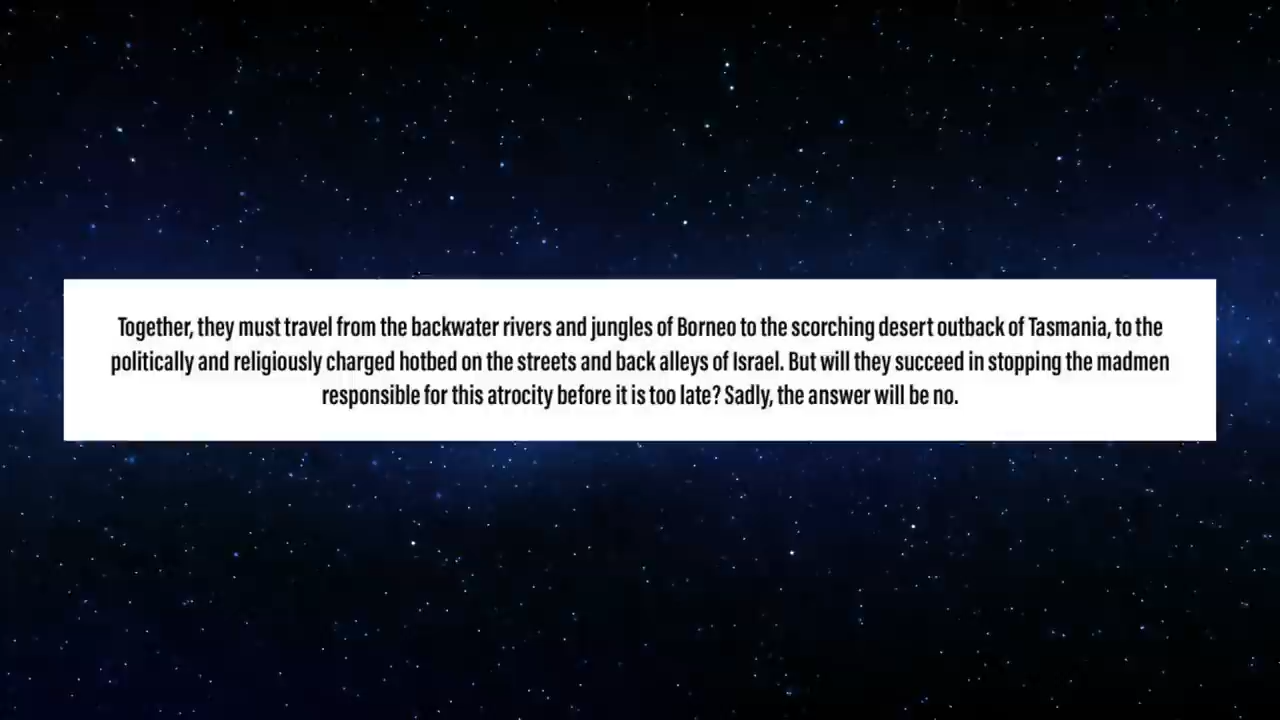 Together, they must travel from the backwater rivers and jungles of Borneo to the scorching desert outback of Tasmania, to the
politically and religiously charged hotbed on the streets and back alleys of Israel. But will they succeed in stopping the madmen
responsible for this atrocity before it is too late? Sadly, the answer will be no.